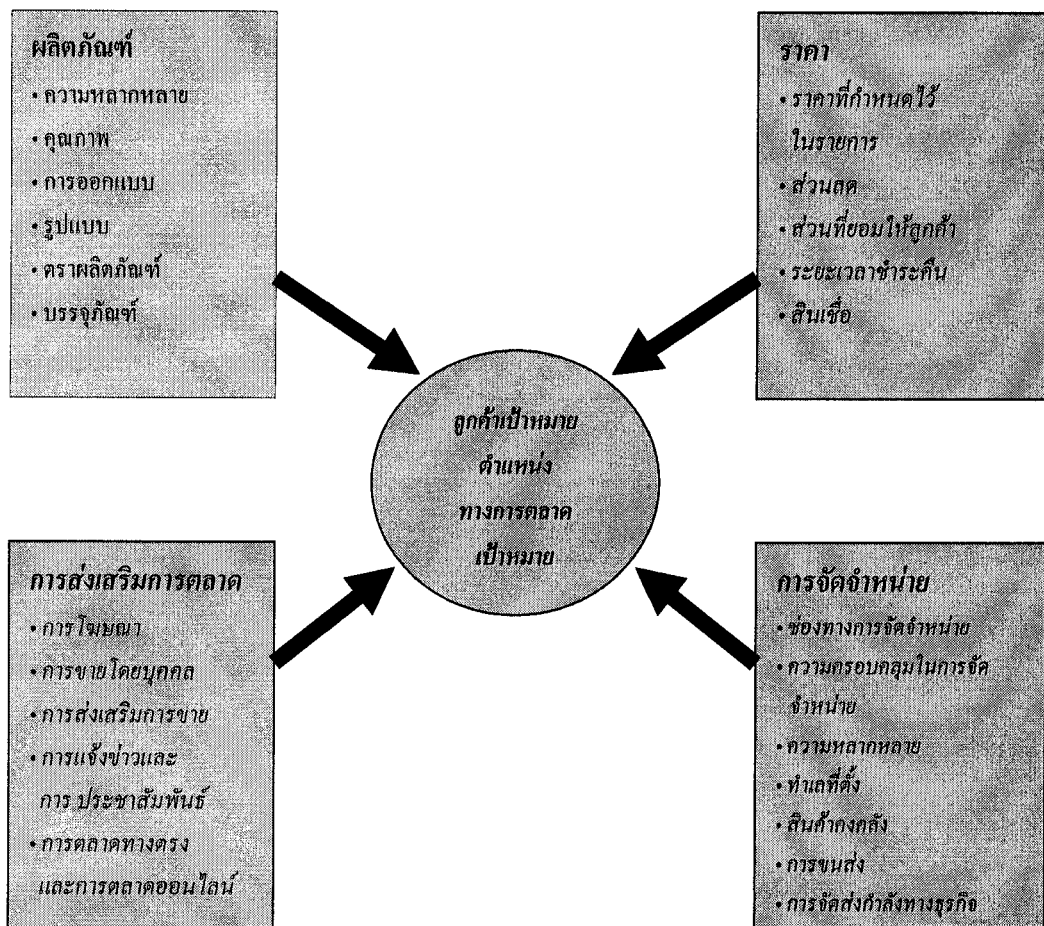 ผลิตภัณฑ์
• ความหลากหลาย
• คุณภาพ
• การออกแบบ
• รูปแบบ
• ตราผลิตภัณฑ์
• บรรจุภัณฑ์
ราคา
• ราคาที่กำหนดไว้
ในรายการ
• ส่วนลด
• ส่วนที่ยอมให้ลูกค้า
• ระยะเวลาชำระคืน
• สินเชื่อ
ลูกค้าเป้าหมาย
ตำแหน่ง
ทางการตลาด
เป้าหมาย
การส่งเสริมการตลาด
• การโฆษณา
• การขายโดยบุคคล
• การส่งเสริมการขาย
• การแจ้งข่าวและ
การ ประชาสัมพันธ์
• การตลาดทางตรง
และการตลาดออนไลน์
การจัดจำหน่าย
• ช่องทางการจัดจำหน่าย
• ความครอบคลุมในการจัด
จำหน่าย
• ความหลากหลาย
• ทำเลที่ตั้ง
• สินค้าคงคลัง
• การขนส่ง
• การจัดส่งกำลังทางธุรกิจ